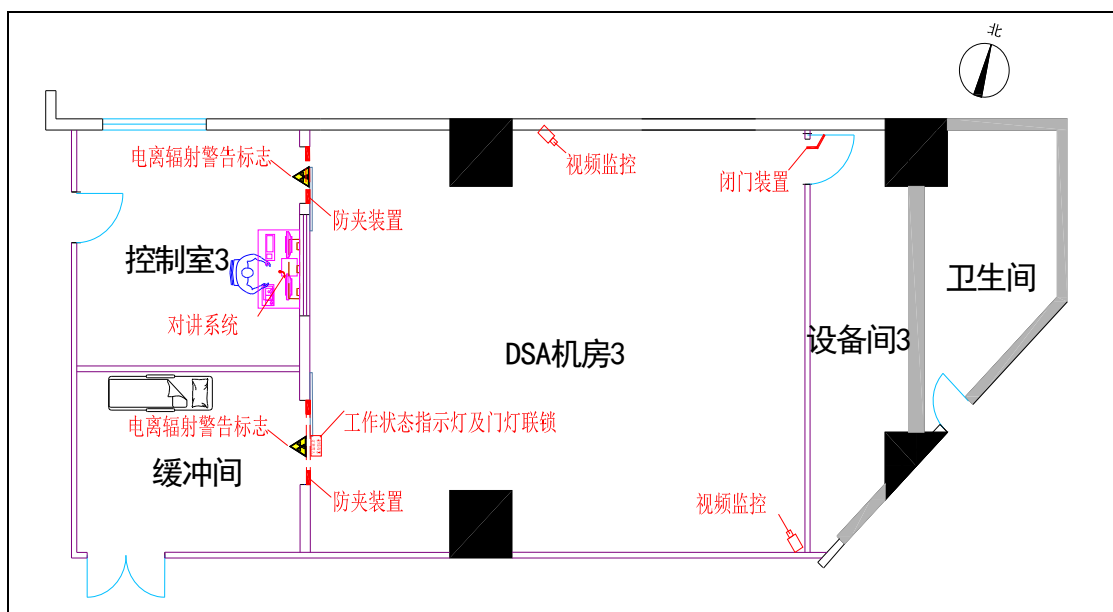 北
电离辐射警告标志
视频监控
闭门装置
防夹装置
控制室3
卫生间
对讲系统
设备间3
DSA机房3
工作状态指示灯及门灯联锁
电离辐射警告标志
缓冲间
防夹装置
视频监控